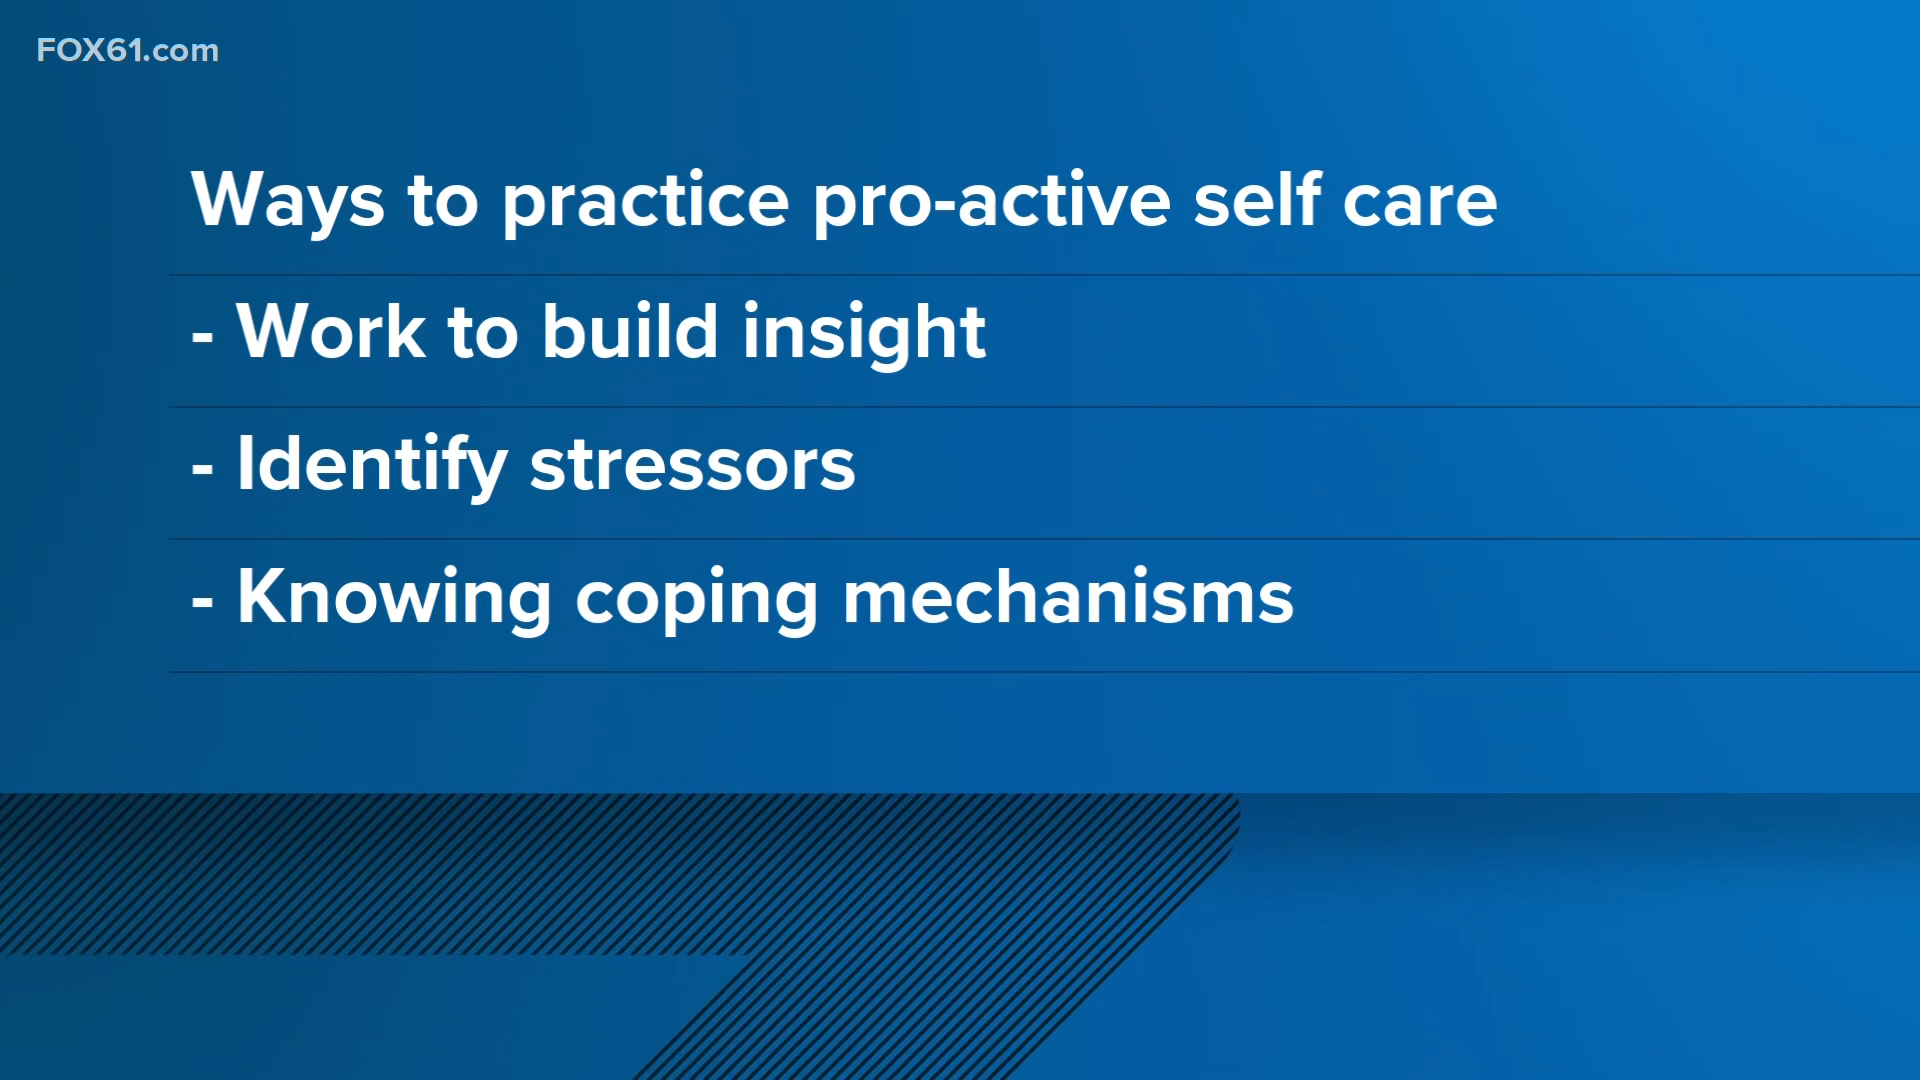 FOX61.com
Ways to practice pro-active self care
- Work to build insight
- Identify stressors
- Knowing coping mechanisms